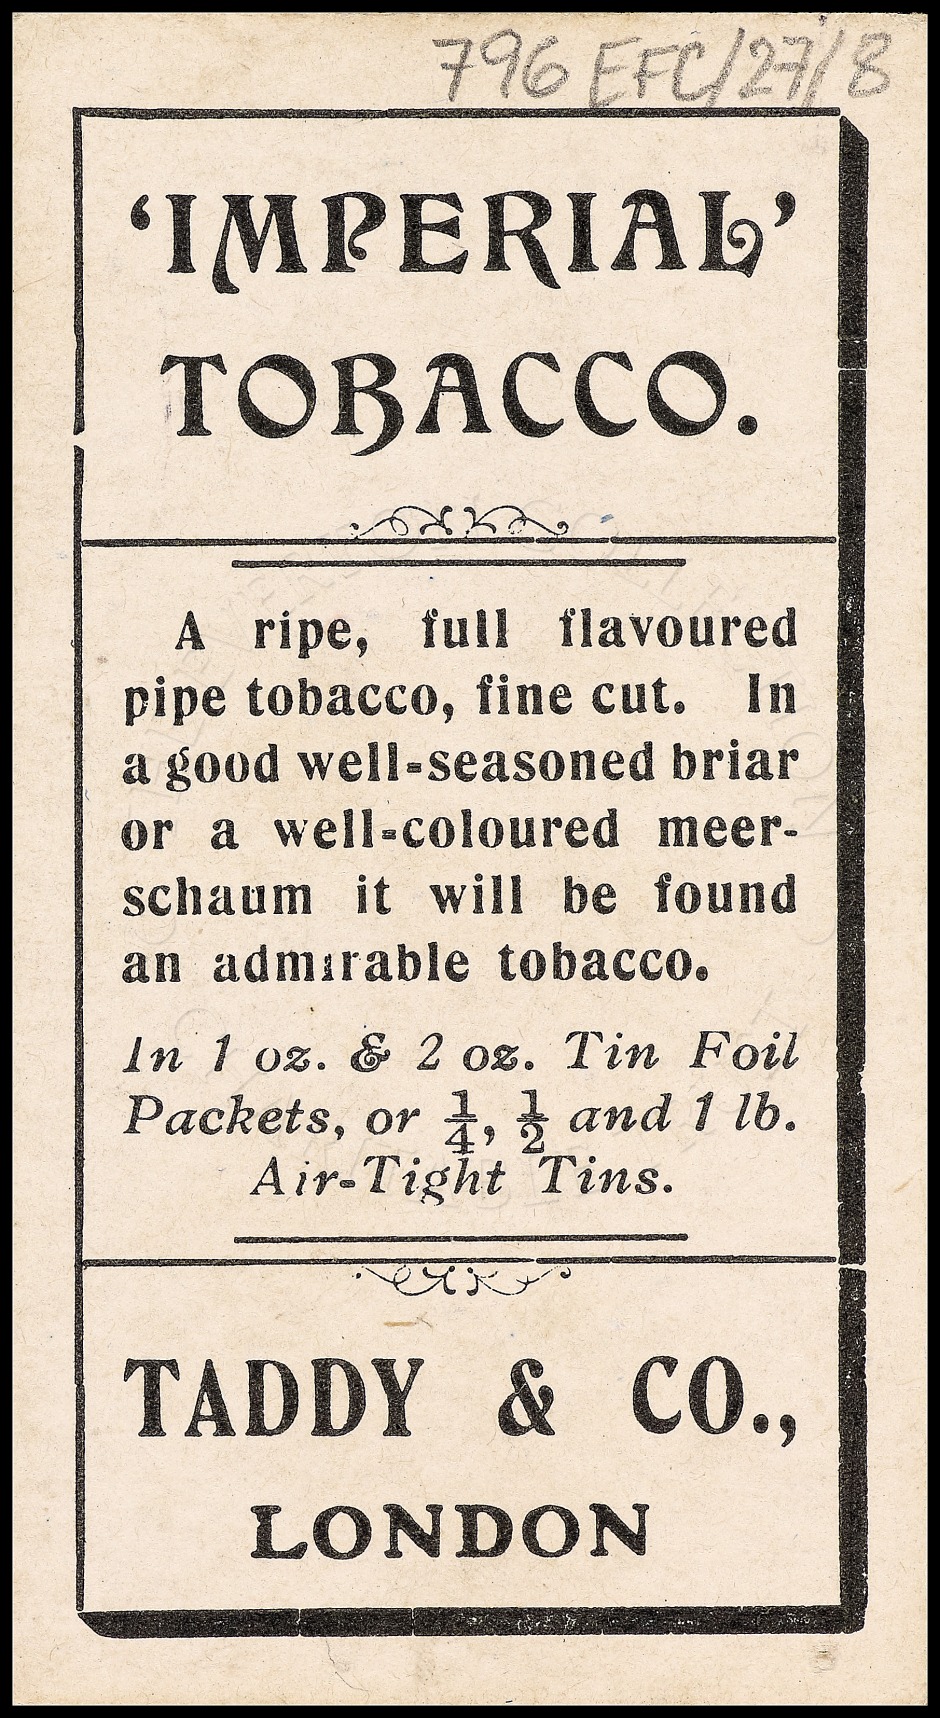 796 EFC/27/8
‘IMPERIAL’
TOBACCO.
A ripe, full flavoured
pipe tobacco, fine cut. In
a good well-seasoned briar
or a well-coloured meer-
schaum it will be found
an admirable tobacco.
In 1 oz. & 2 oz. Tin Foil
Packets, or 1/4, 1/2 and 1 lb.
Air-Tight Tins.
TADDY & CO.,
LONDON